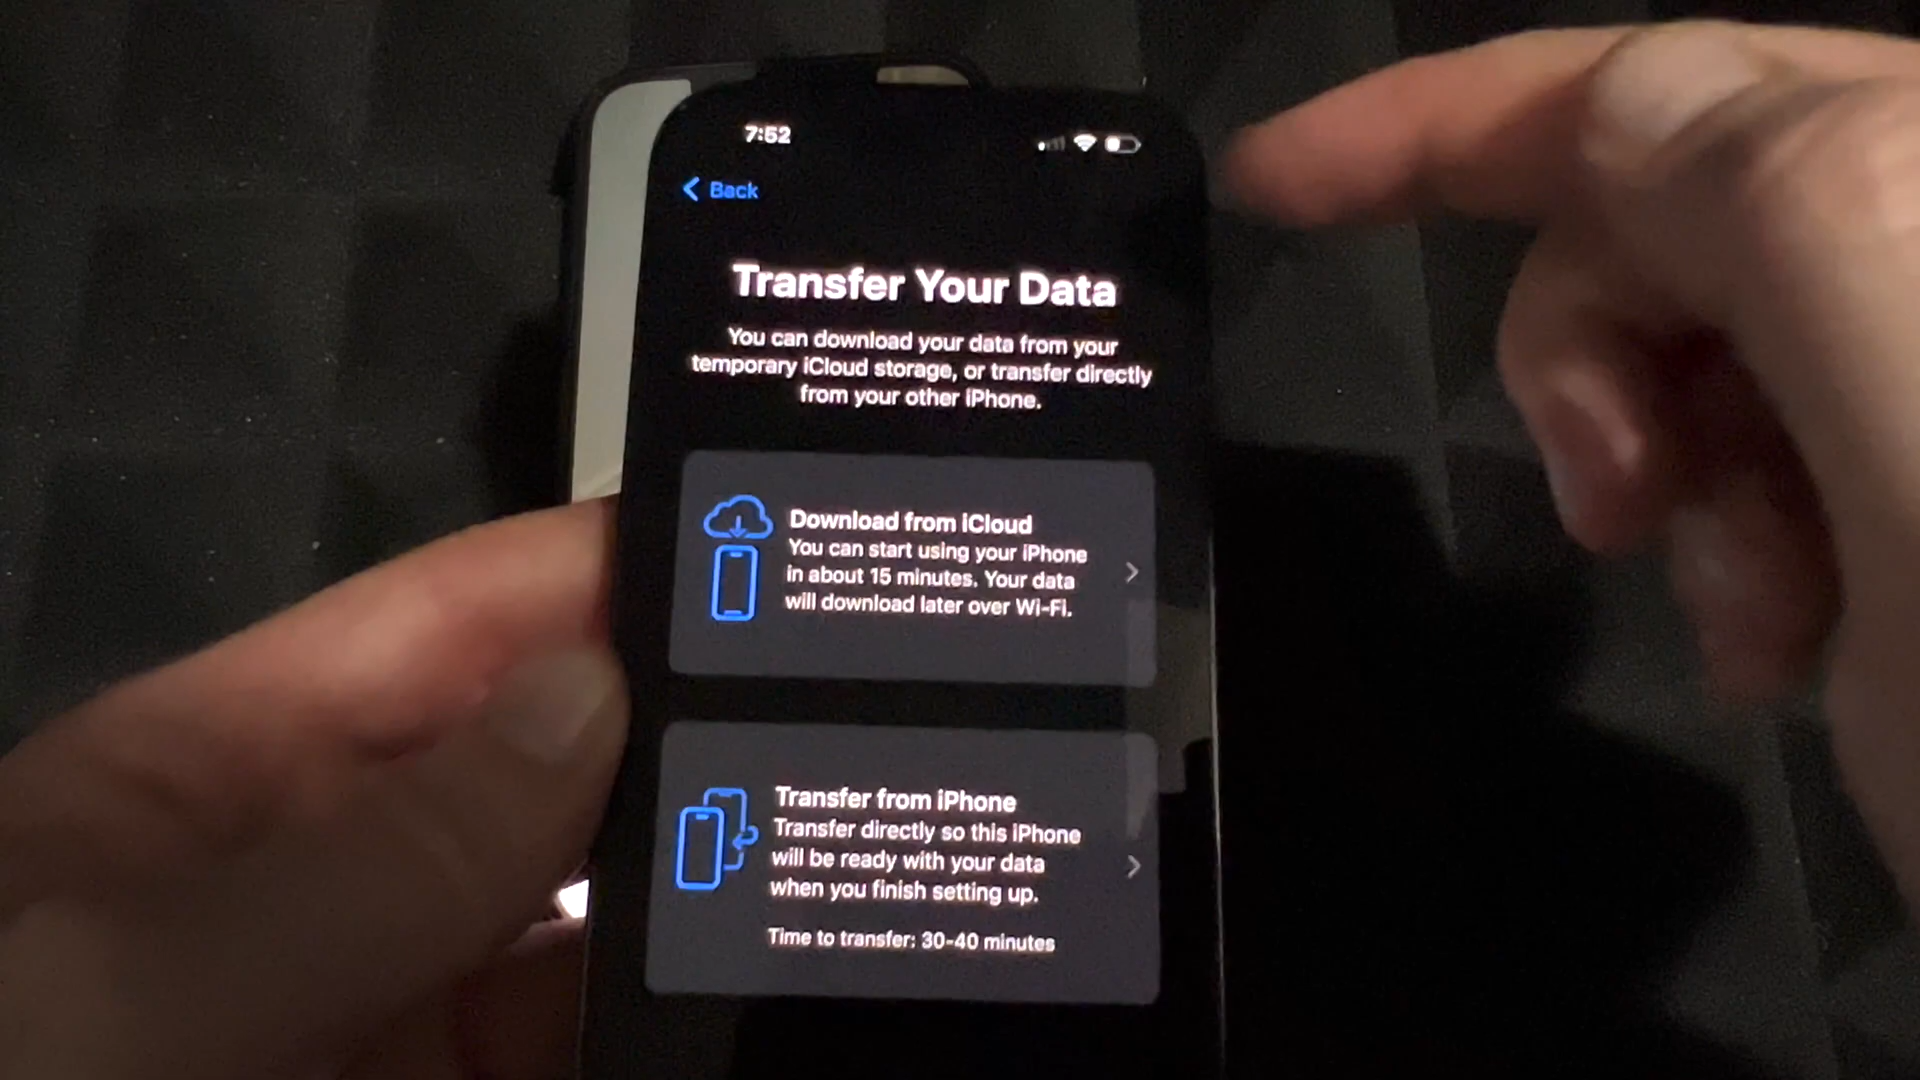 7:52
Back
Transfer Your Data
You can download your data from your
temporary iCloud storage, or transfer directly
from your other iPhone.
Download from iCloud
You can start using your iPhone
in about 15 minutes. Your data
will download later over Wi-Fi.
Transfer from iPhone
Transfer directly so this iPhone
will be ready with your data
when you finish setting up.
Time to transfer: 30-40 minutes